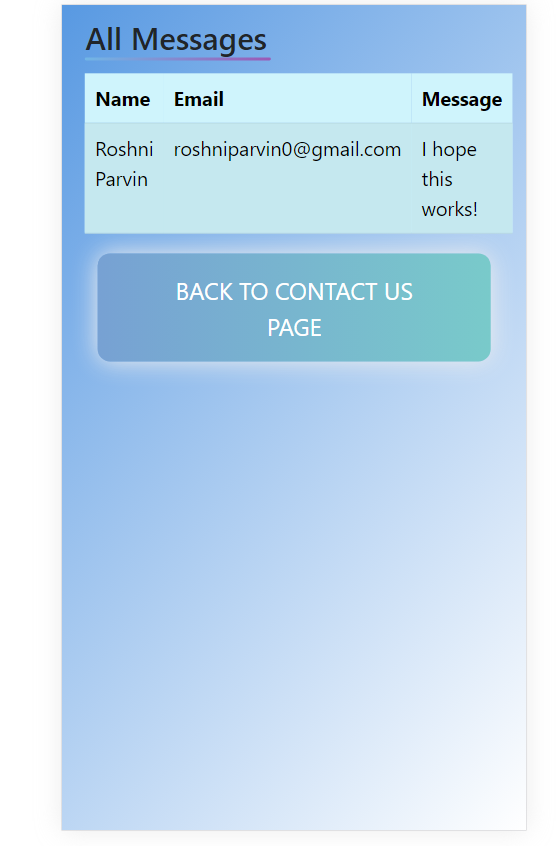 All Messages
Name Email Message
Roshni roshniparvin0@gmail.com I hope
Parvin this
works!
BACK TO CONTACT US
PAGE